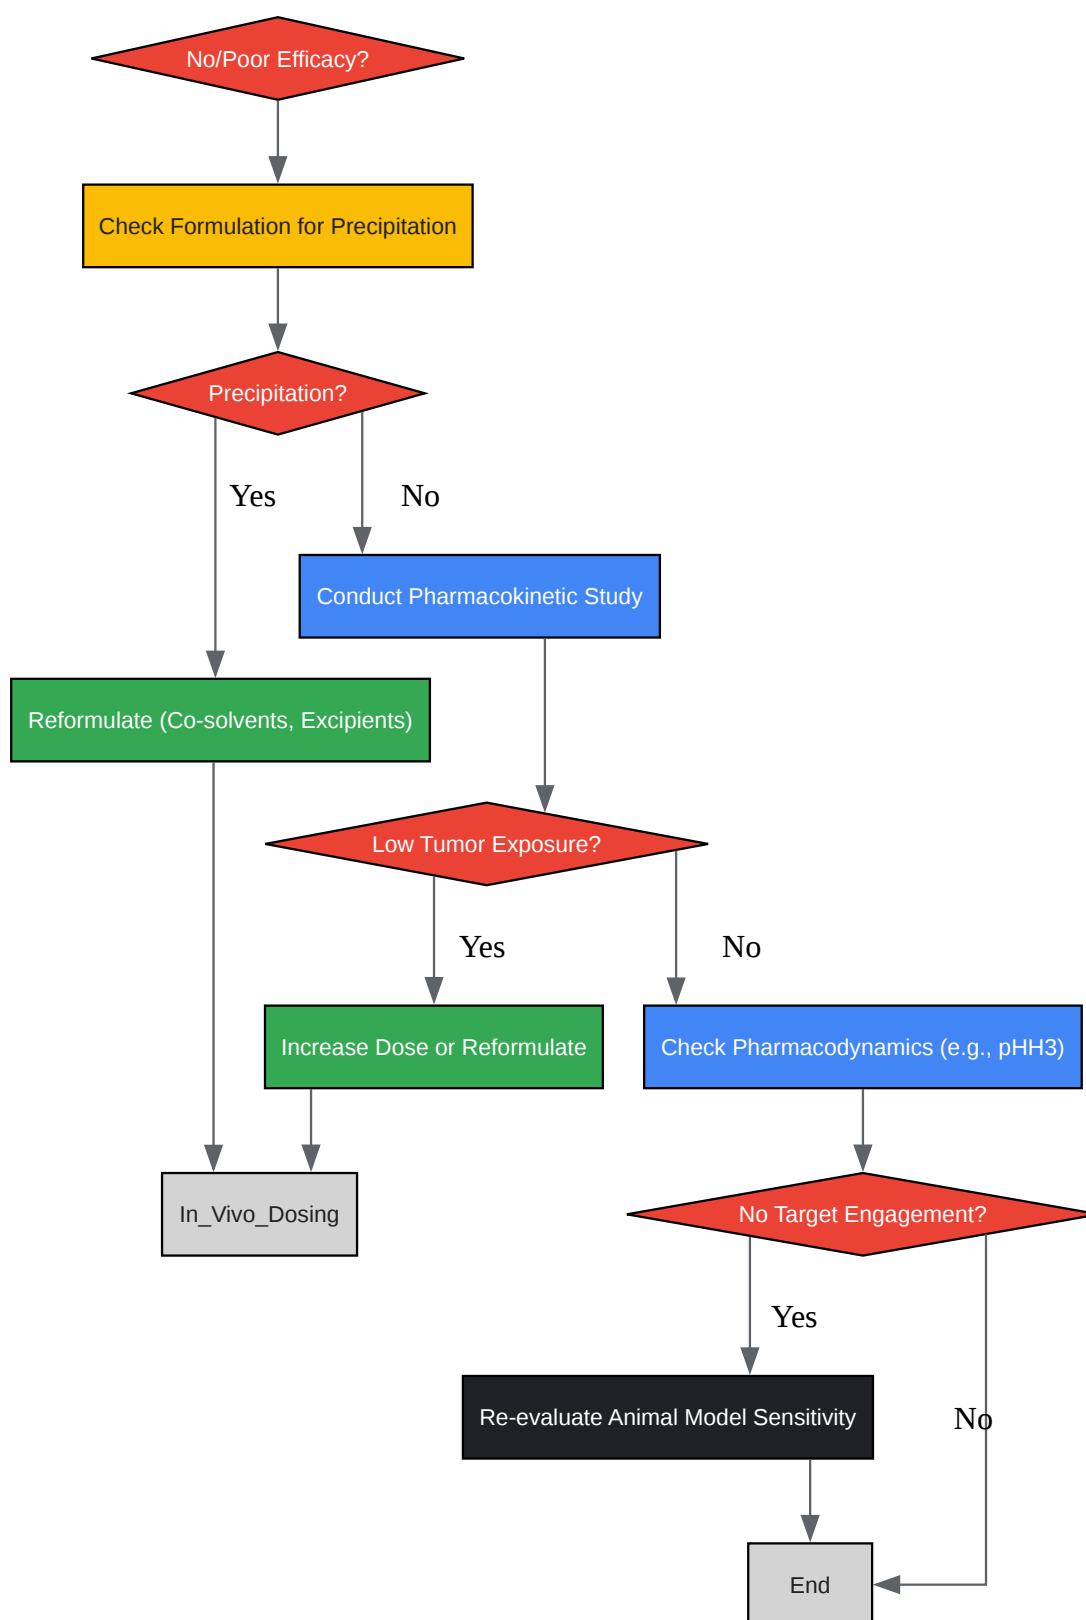 No/Poor Efficacy?
Check Formulation for Precipitation
Precipitation?
Yes
No
Conduct Pharmacokinetic Study
Reformulate (Co-solvents, Excipients)
Low Tumor Exposure?
Yes
No
Increase Dose or Reformulate
Check Pharmacodynamics (e.g., pHH3)
In_Vivo_Dosing
No Target Engagement?
Yes
Re-evaluate Animal Model Sensitivity
No
End